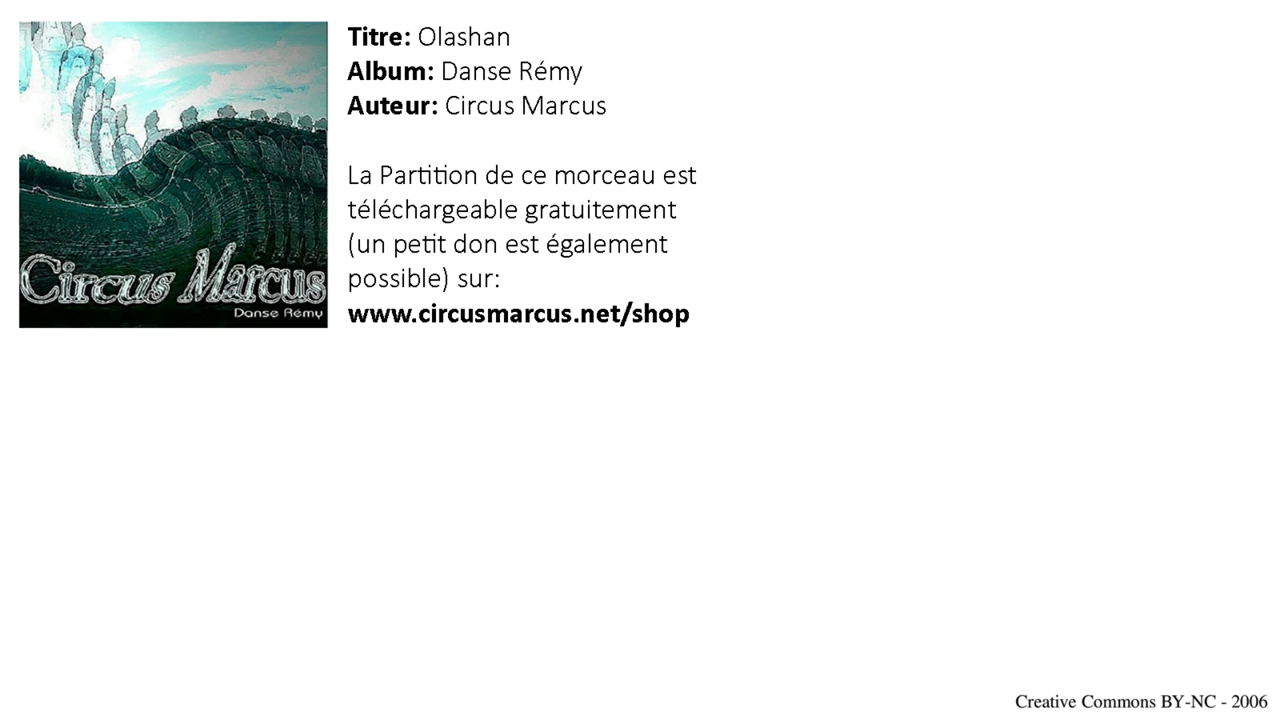 Titre: Olashan
Album: Danse Rémy
Auteur: Circus Marcus
La Partition de ce morceau est
téléchargeable gratuitement
(un petit don est également
possible) sur:
www.circusmarcus.net/shop
Circus Marcus
Danse Rémy
Creative Commons BY-NC - 2006